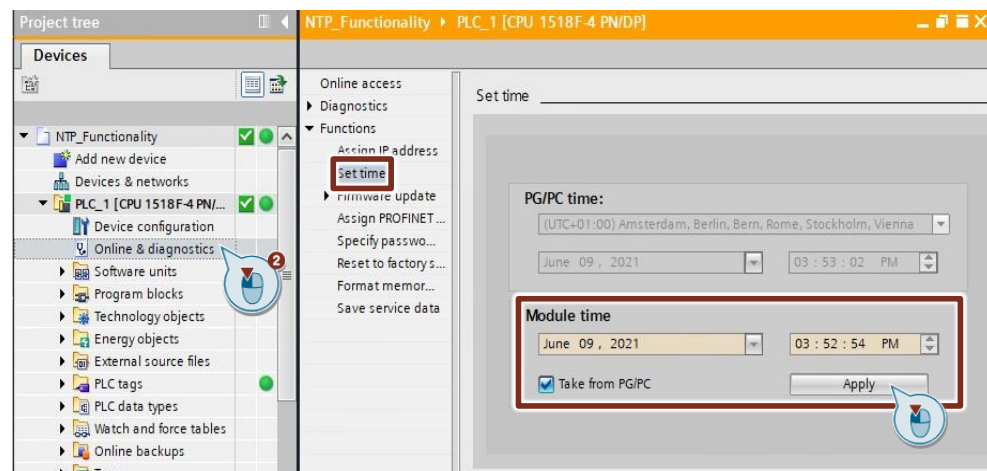 Project tree
NTP_Functionality ▸ PLC_1 [CPU 1518F-4 PN/DP]
Devices
NTP_Functionality
Add new device
Devices & networks
PLC_1 [CPU 1518F-4 PN/...
Device configuration
Online & diagnostics
2
Software units
Program blocks
Technology objects
Energy objects
External source files
PLC tags
PLC data types
Watch and force tables
Online backups
Online access
Diagnostics
Functions
Assign IP address
Set time
Firmware update
Assign PROFINET ...
Specify passwo...
Reset to factory s...
Format memor...
Save service data
Set time
PG/PC time:
(UTC+01:00) Amsterdam, Berlin, Bern, Rome, Stockholm, Vienna
June 09 , 2021 03 : 53 : 02 PM
Module time
June 09 , 2021 03 : 52 : 54 PM
Take from PG/PC Apply